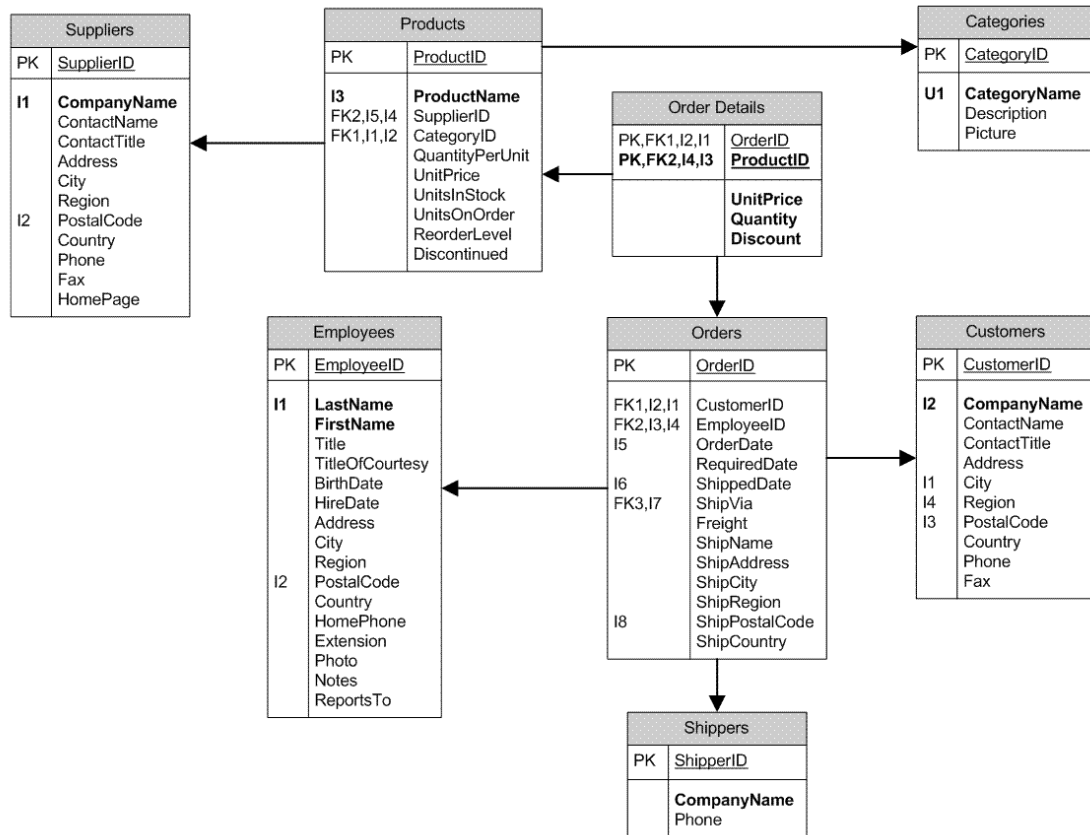 Suppliers
PK SupplierID
I1 CompanyName
ContactName
ContactTitle
Address
City
Region
I2 PostalCode
Country
Phone
Fax
HomePage
Products
PK ProductID
I3 ProductName
FK2,I5,I4 SupplierID
FK1,I1,I2 CategoryID
QuantityPerUnit
UnitPrice
UnitsInStock
UnitsOnOrder
ReorderLevel
Discontinued
Order Details
PK,FK1,I2,I1 OrderID
PK,FK2,I4,I3 ProductID
UnitPrice
Quantity
Discount
Categories
PK CategoryID
U1 CategoryName
Description
Picture
Employees
PK EmployeeID
I1 LastName
FirstName
Title
TitleOfCourtesy
BirthDate
HireDate
Address
City
Region
I2 PostalCode
Country
HomePhone
Extension
Photo
Notes
ReportsTo
Orders
PK OrderID
FK1,I2,I1 CustomerID
FK2,I3,I4 EmployeeID
I5 OrderDate
RequiredDate
I6 ShippedDate
FK3,I7 ShipVia
Freight
ShipName
ShipAddress
ShipCity
ShipRegion
I8 ShipPostalCode
ShipCountry
Customers
PK CustomerID
I2 CompanyName
ContactName
ContactTitle
Address
I1 City
I4 Region
I3 PostalCode
Country
Phone
Fax
Shippers
PK ShipperID
CompanyName
Phone